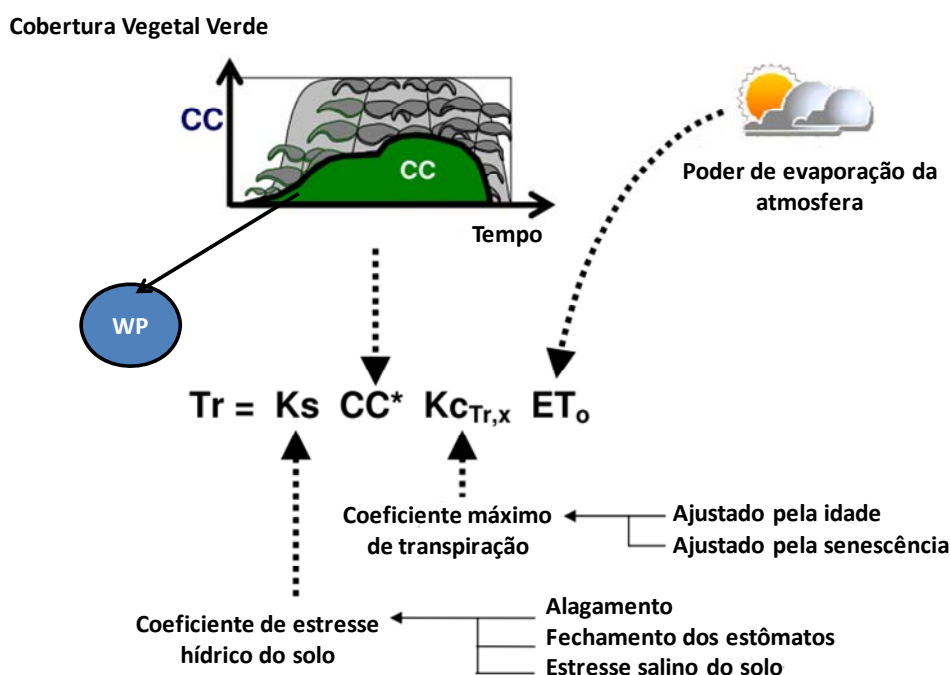 Cobertura Vegetal Verde
CC
CC
Tempo
Poder de evaporação da
atmosfera
WP
Tr = Ks CC* KcTr,x ETo
Coeficiente máximo
de transpiração
Ajustado pela idade
Ajustado pela senescência
Coeficiente de estresse
hídrico do solo
Alagamento
Fechamento dos estômatos
Estresse salino do solo